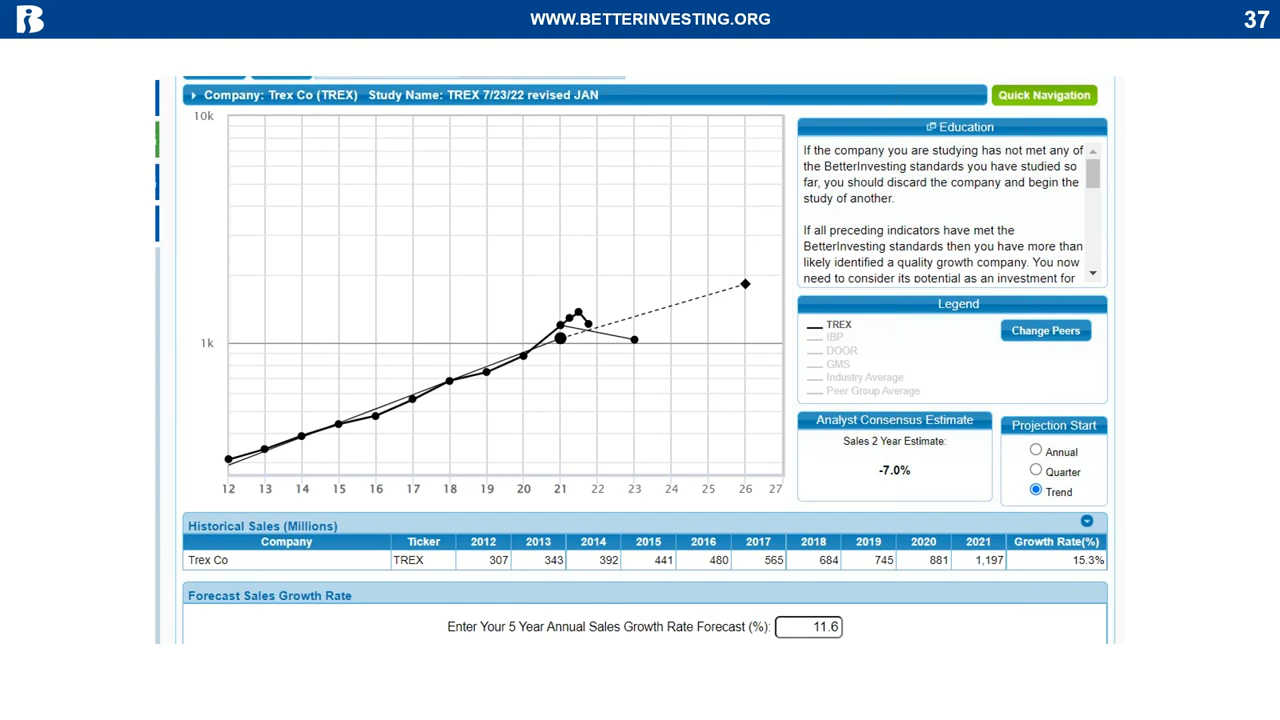 WWW.BETTERINVESTING.ORG
37
Company: Trex Co (TREX) Study Name: TREX 7/23/22 revised JAN
Quick Navigation
10k
1k
12 13 14 15 16 17 18 19 20 21 22 23 24 25 26 27
Education
If the company you are studying has not met any of
the BetterInvesting standards you have studied so
far, you should discard the company and begin the
study of another.
If all preceding indicators have met the
BetterInvesting standards then you have more than
likely identified a quality growth company. You now
need to consider its potential as an investment for
Legend
TREX
IBP
DOOR
GMS
Industry Average
Peer Group Average
Change Peers
Analyst Consensus Estimate
Sales 2 Year Estimate:
-7.0%
Projection Start
Annual
Quarter
Trend
Historical Sales (Millions)
Company Ticker 2012 2013 2014 2015 2016 2017 2018 2019 2020 2021 Growth Rate(%)
Trex Co TREX 307 343 392 441 480 565 684 745 881 1,197 15.3%
Forecast Sales Growth Rate
Enter Your 5 Year Annual Sales Growth Rate Forecast (%): 11.6